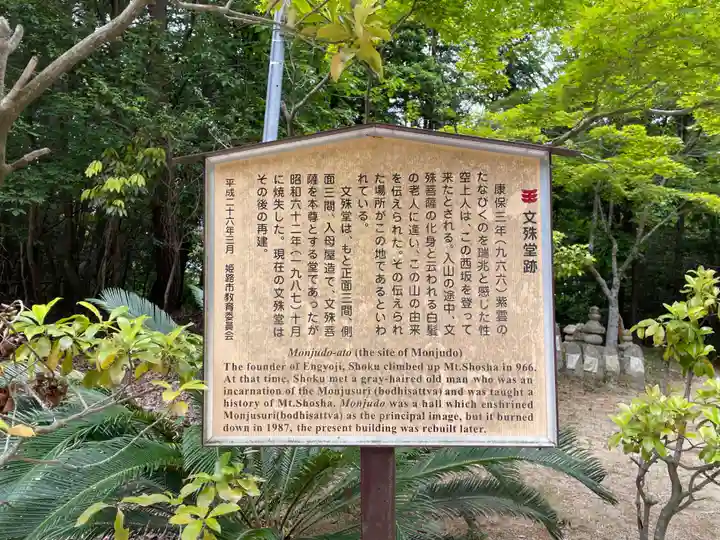 文殊堂跡
康保三年(九六六)紫雲の
たなびくのを瑞兆と感じた性
空上人は、この西坂を登って
来たとされる。入山の途中、文
殊菩薩の化身と云われる白髪
の老人に逢い、この山の由来
を伝えられた。その伝えられ
た場所がこの地であるといわ
れている。
文殊堂は、もと正面三間、側
面三間、入母屋造で、文殊菩
薩を本尊とする堂であったが
昭和六十二年(一九八七)十月
に焼失した。現在の文殊堂は
その後の再建。
平成二十六年三月 姫路市教育委員会
Monjudo-ato (the site of Monjudo)
The founder of Engyoji, Shoku climbed up Mt.Shosha in 966.
At that time, Shoku met a gray-haired old man who was an
incarnation of the Monjusuri (bodhisattva) and was taught a
history of Mt.Shosha. Monjudo was a hall which enshrined
Monjusuri(bodhisattva) as the principal image, but it burned
down in 1987, the present building was rebuilt later.